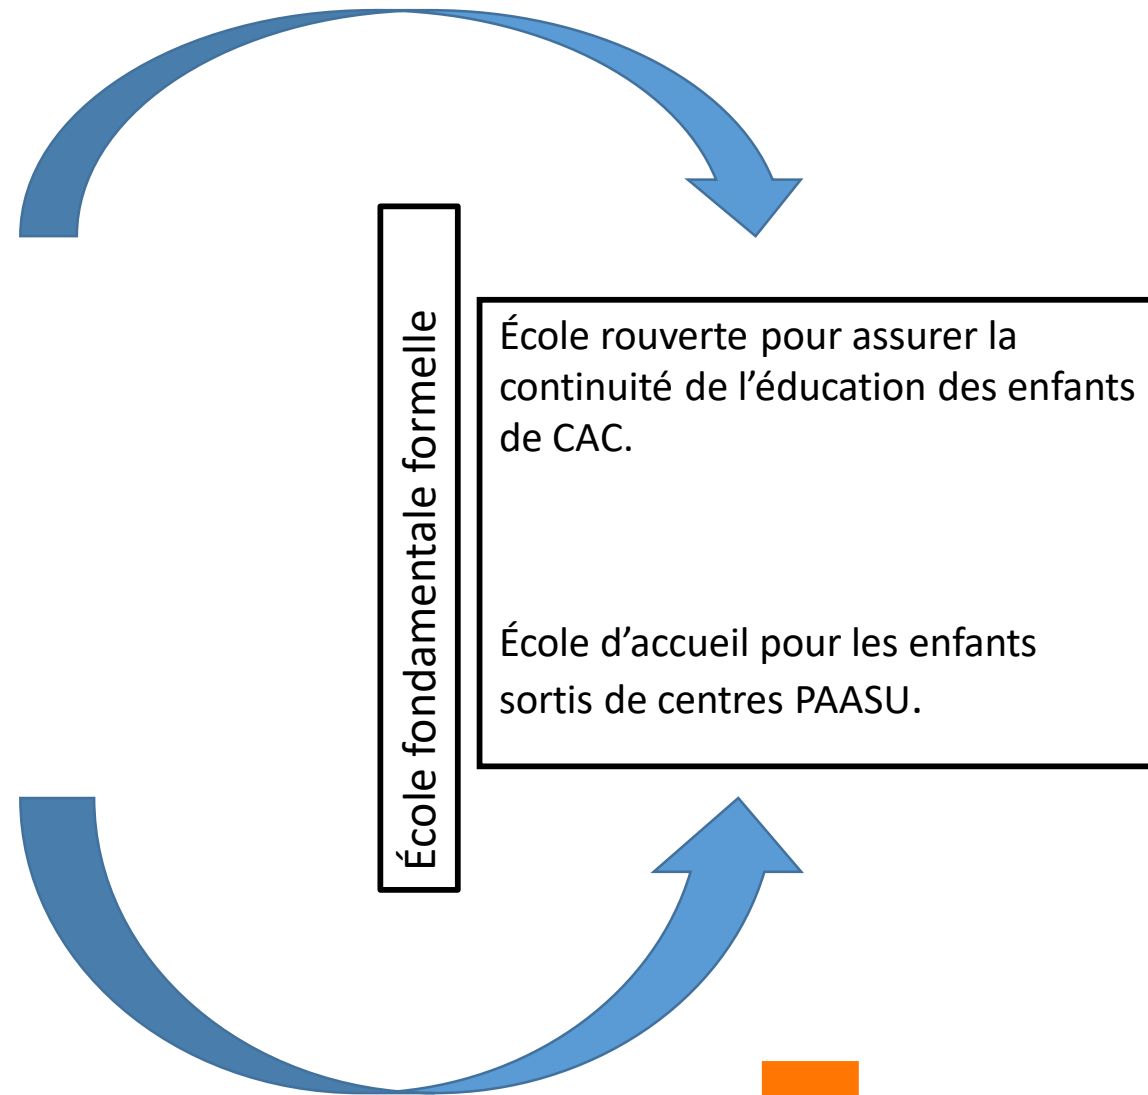 École fondamentale formelle
École rouverte pour assurer la
continuité de l’éducation des enfants
de CAC.
École d’accueil pour les enfants
sortis de centres PAASU.